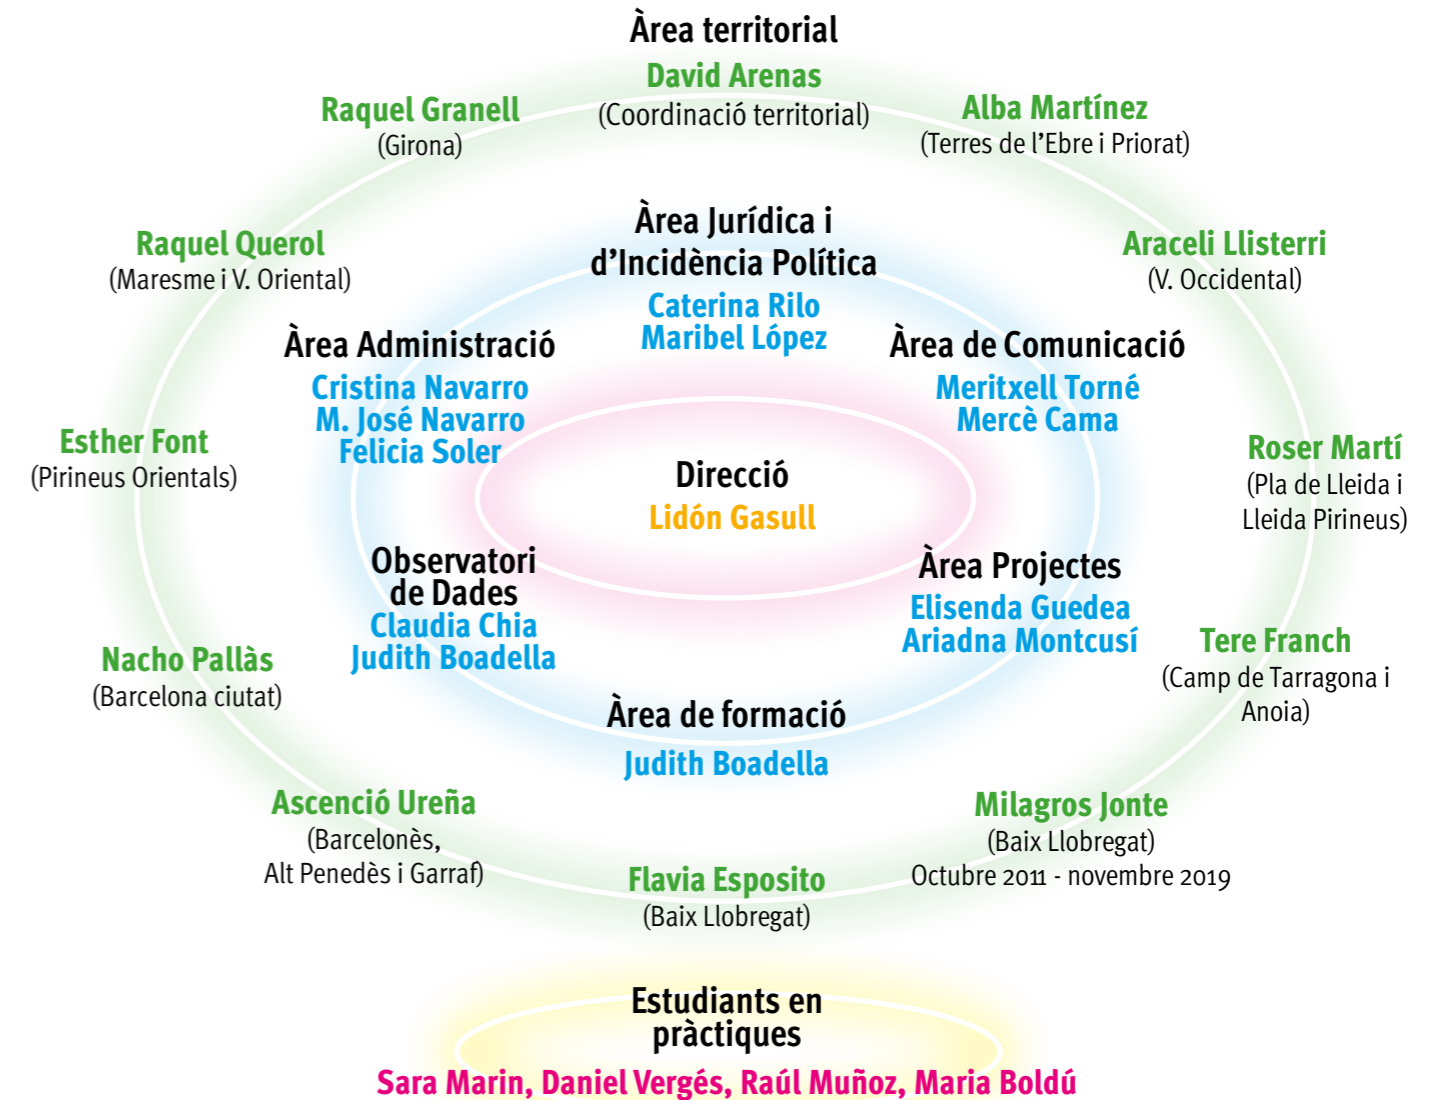 Àrea territorial
David Arenas
(Coordinació territorial)
Raquel Granell
(Girona)
Alba Martínez
(Terres de l’Ebre i Priorat)
Raquel Querol
(Maresme i V. Oriental)
Àrea Jurídica i
d’Incidència Política
Caterina Rilo
Maribel López
Araceli Llisterri
(V. Occidental)
Àrea Administració
Cristina Navarro
M. José Navarro
Felicia Soler
Àrea de Comunicació
Meritxell Torné
Mercè Cama
Esther Font
(Pirineus Orientals)
Direcció
Lidón Gasull
Roser Martí
(Pla de Lleida i
Lleida Pirineus)
Observatori
de Dades
Claudia Chia
Judith Boadella
Àrea Projectes
Elisenda Guedea
Ariadna Montcusí
Nacho Pallàs
(Barcelona ciutat)
Tere Franch
(Camp de Tarragona i
Anoia)
Àrea de formació
Judith Boadella
Ascenció Ureña
(Barcelonès,
Alt Penedès i Garraf)
Milagros Jonte
(Baix Llobregat)
Octubre 2011 - novembre 2019
Flavia Esposito
(Baix Llobregat)
Estudiants en
pràctiques
Sara Marin, Daniel Vergés, Raúl Muñoz, Maria Boldú